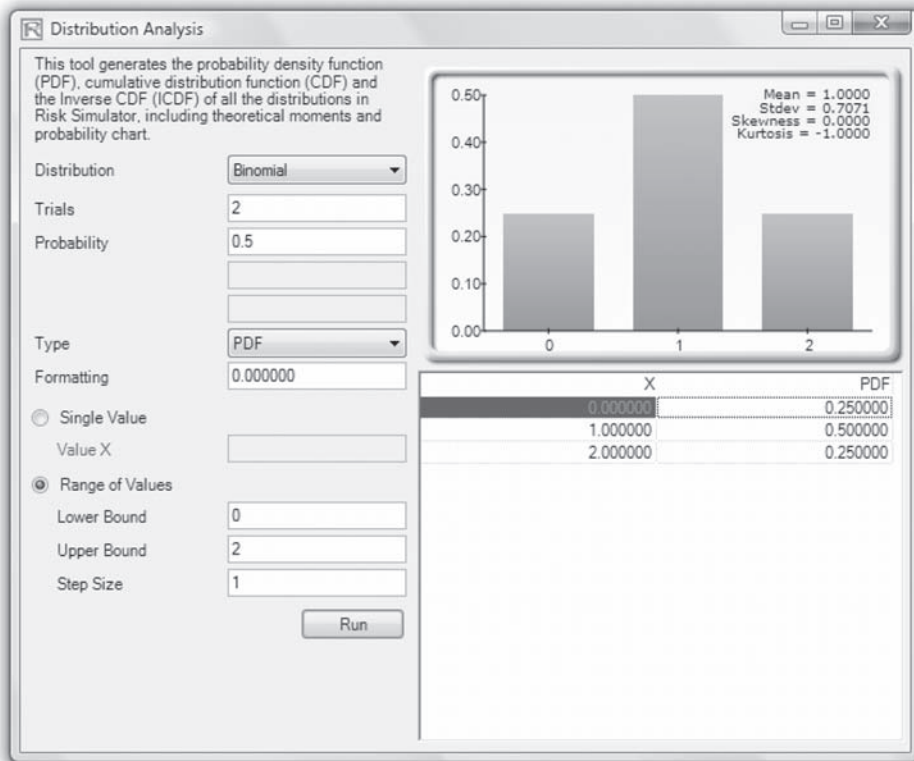 Distribution Analysis
This tool generates the probability density function
(PDF), cumulative distribution function (CDF) and
the Inverse CDF (ICDF) of all the distributions in
Risk Simulator, including theoretical moments and
probability chart.
Distribution
Binomial
Trials
2
Probability
0.5
Type
PDF
Formatting
0.000000
Single Value
Value X
Range of Values
Lower Bound
0
Upper Bound
2
Step Size
1
Run
Mean = 1.0000
Stdev = 0.7071
Skewness = 0.0000
Kurtosis = -1.0000
0.50
0.40
0.30
0.20
0.10
0.00
0 1 2
X PDF
0.000000 0.250000
1.000000 0.500000
2.000000 0.250000